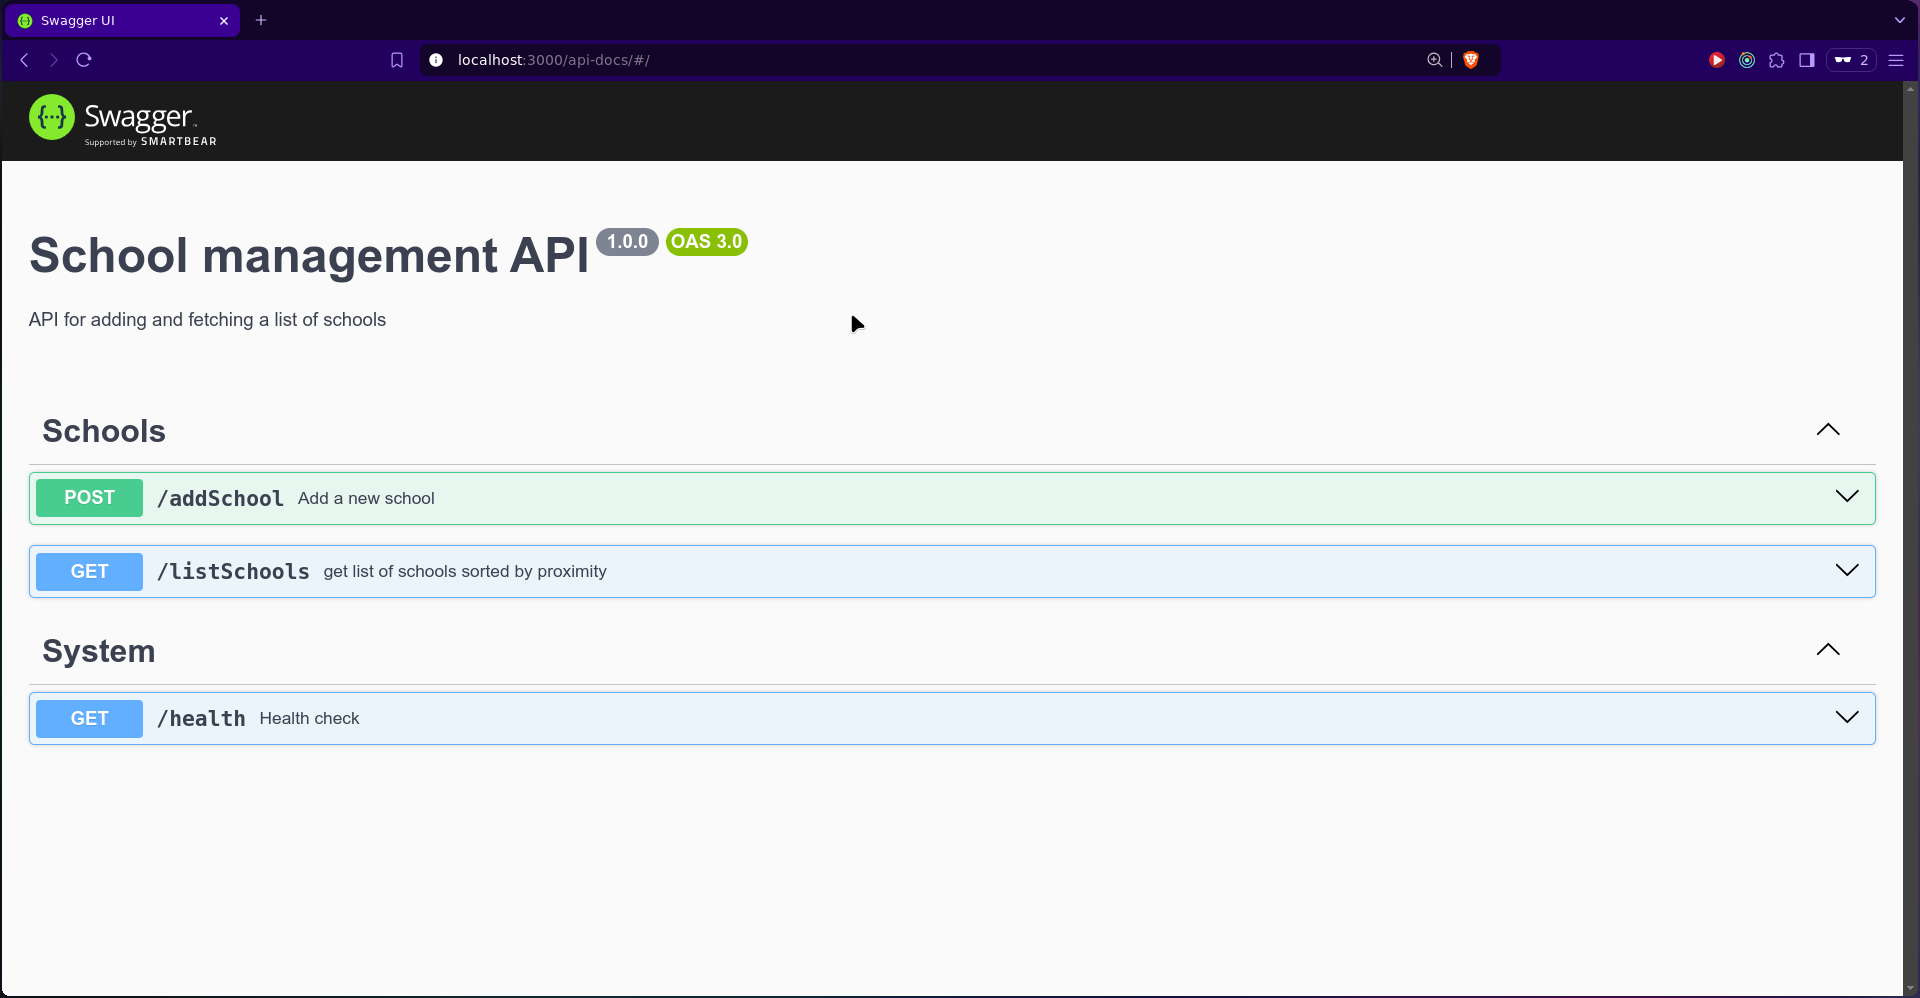 Swagger UI
localhost:3000/api-docs/#/
2
{···} Swagger™
Supported by SMARTBEAR
School management API 1.0.0 OAS 3.0
API for adding and fetching a list of schools
Schools
POST /addSchool Add a new school
GET /listSchools get list of schools sorted by proximity
System
GET /health Health check